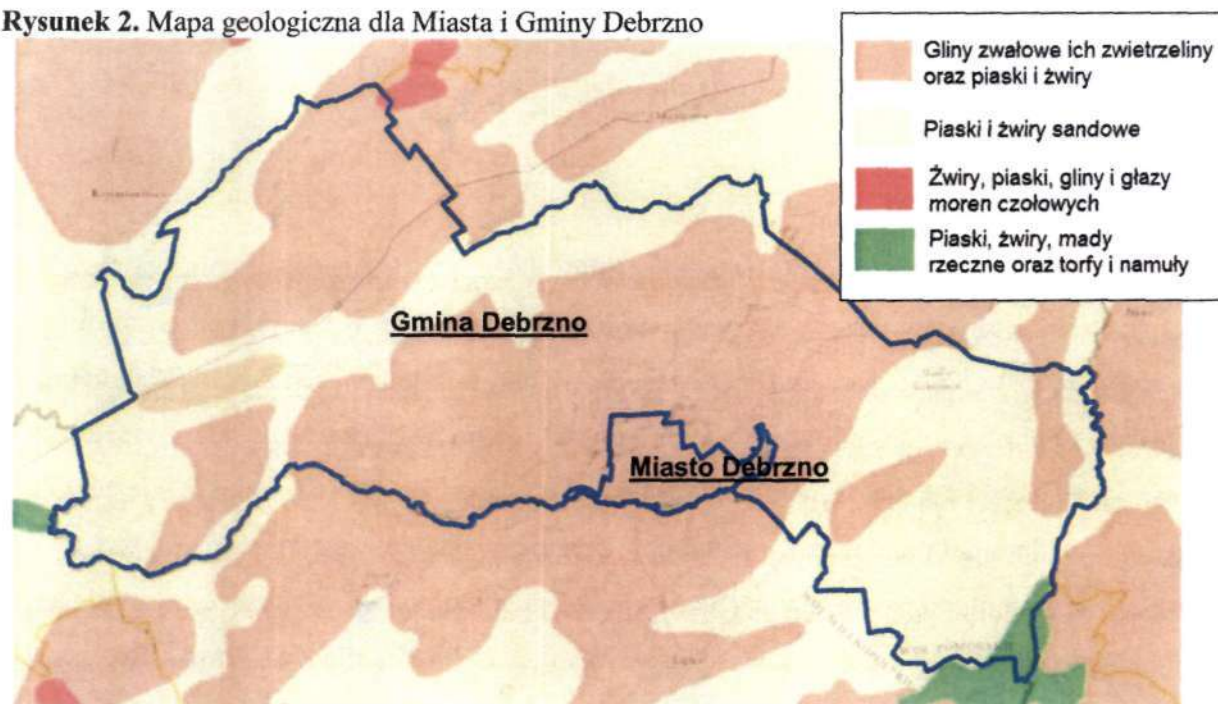 Rysunek 2. Mapa geologiczna dla Miasta i Gminy Debrzno
Gliny zwałowe ich zwietrzeliny
oraz piaski i żwiry
Piaski i żwiry sandowe
Żwiry, piaski, gliny i głazy
moren czołowych
Piaski, żwiry, mady
rzeczne oraz torfy i namuły
Gmina Debrzno
Miasto Debrzno